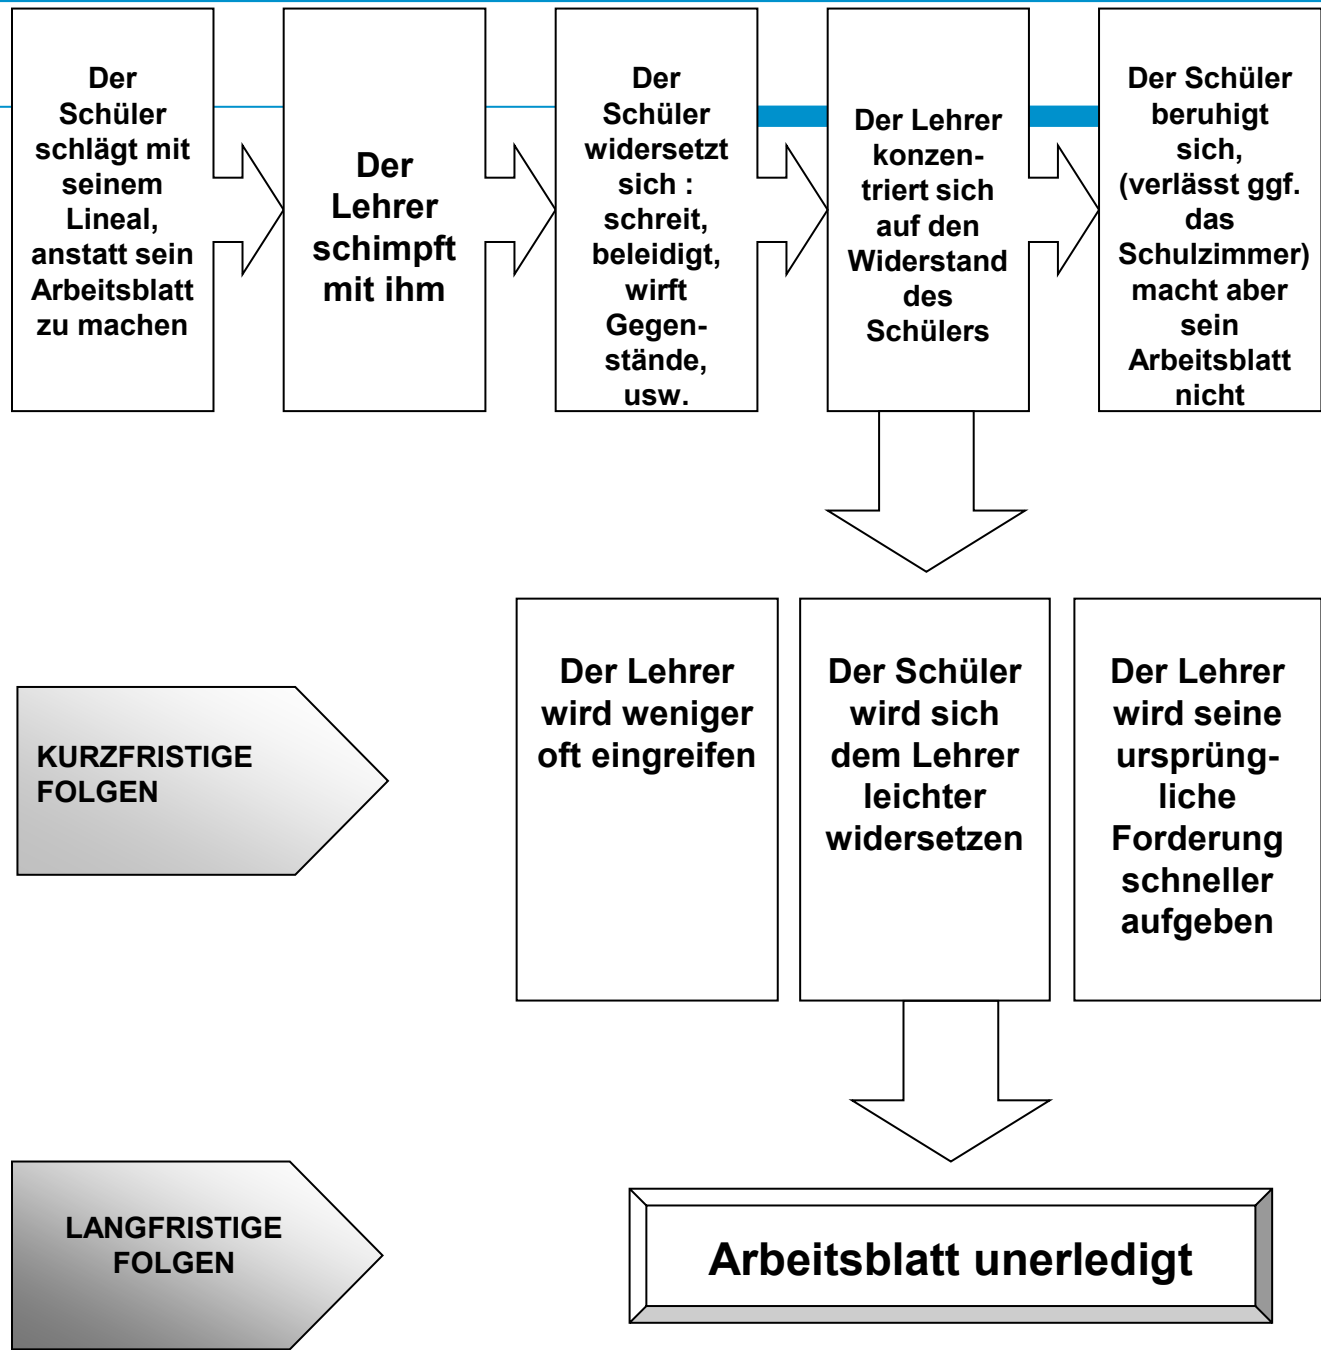 Der
Schüler
schlägt mit
seinem
Lineal,
anstatt sein
Arbeitsblatt
zu machen
Der
Lehrer
schimpft
mit ihm
Der
Schüler
widersetzt
sich :
schreit,
beleidigt,
wirft
Gegen-
stände,
usw.
Der Lehrer
konzen-
triert sich
auf den
Widerstand
des
Schülers
Der Schüler
beruhigt
sich,
(verlässt ggf.
das
Schulzimmer)
macht aber
sein
Arbeitsblatt
nicht
KURZFRISTIGE
FOLGEN
Der Lehrer
wird weniger
oft eingreifen
Der Schüler
wird sich
dem Lehrer
leichter
widersetzen
Der Lehrer
wird seine
ursprüng-
liche
Forderung
schneller
aufgeben
LANGFRISTIGE
FOLGEN
Arbeitsblatt unerledigt